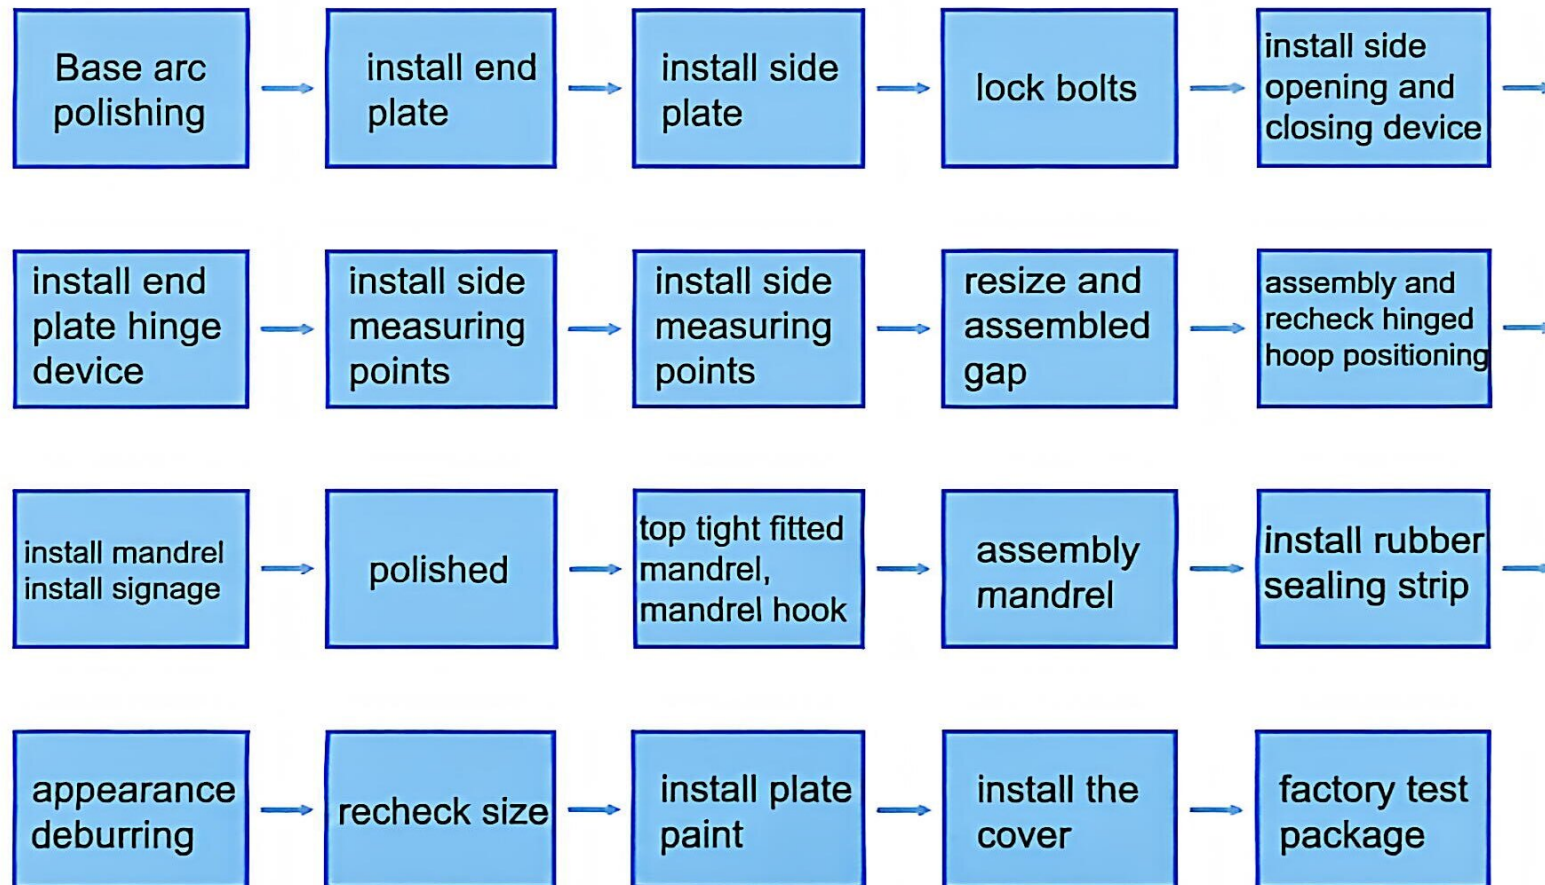 Base arc
polishing
install end
plate
install side
plate
lock bolts
install side
opening and
closing device
install end
plate hinge
device
install side
measuring
points
install side
measuring
points
resize and
assembled
gap
assembly and
recheck hinged
hoop positioning
install mandrel
install signage
polished
top tight fitted
mandrel,
mandrel hook
assembly
mandrel
install rubber
sealing strip
appearance
deburring
recheck size
install plate
paint
install the
cover
factory test
package